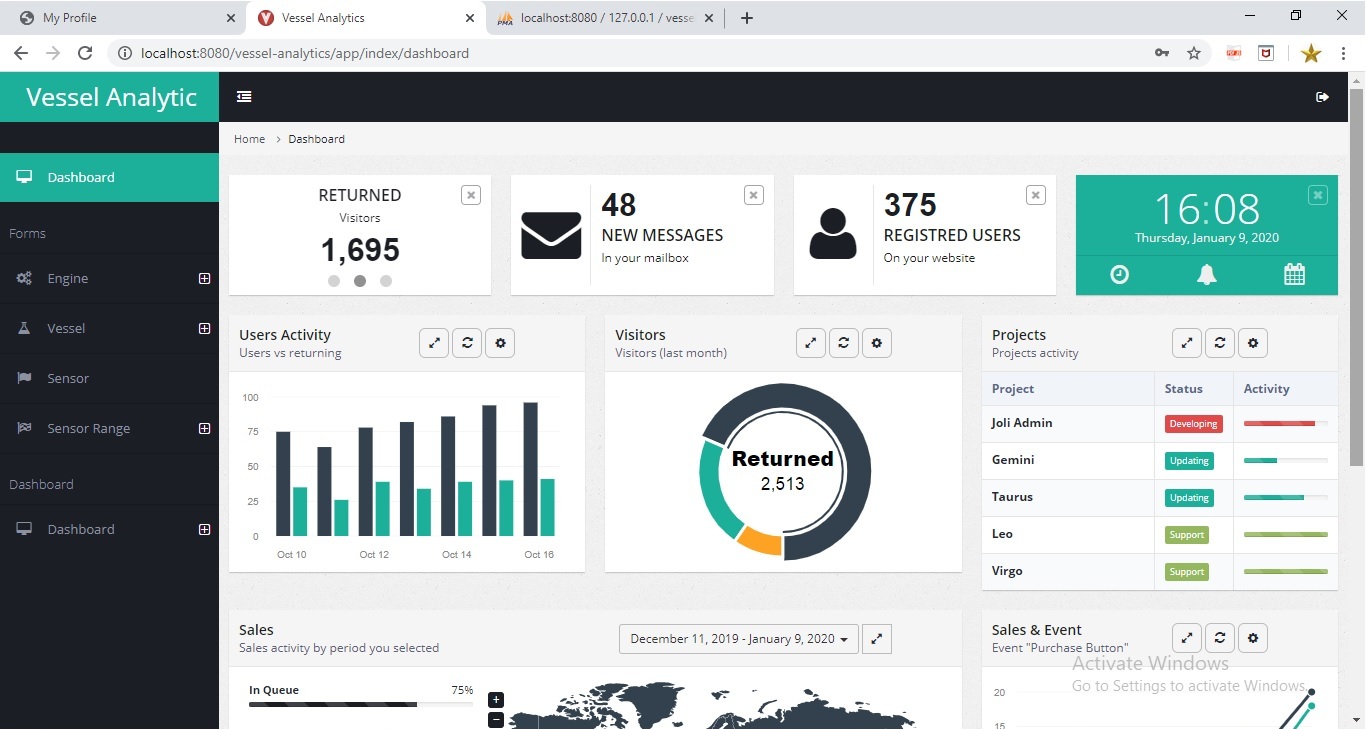 My Profile
Vessel Analytics
PMA
localhost:8080 / 127.0.0.1 / vesse
localhost:8080/vessel-analytics/app/index/dashboard
Vessel Analytic
Home > Dashboard
Dashboard
Forms
Engine
Vessel
Sensor
Sensor Range
Dashboard
Dashboard
RETURNED
Visitors
1,695
48
NEW MESSAGES
In your mailbox
375
REGISTRED USERS
On your website
16:08
Thursday, January 9, 2020
Users Activity
Users vs returning
100
75
50
25
0
Oct 10
Oct 12
Oct 14
Oct 16
Visitors
Visitors (last month)
Returned
2,513
Projects
Projects activity
Project Status Activity
Joli Admin Developing
Gemini Updating
Taurus Updating
Leo Support
Virgo Support
Sales
Sales activity by period you selected
December 11, 2019 - January 9, 2020
In Queue 75%
+
−
Sales & Event
Event "Purchase Button"
20
15
Activate Windows
Go to Settings to activate Windows.